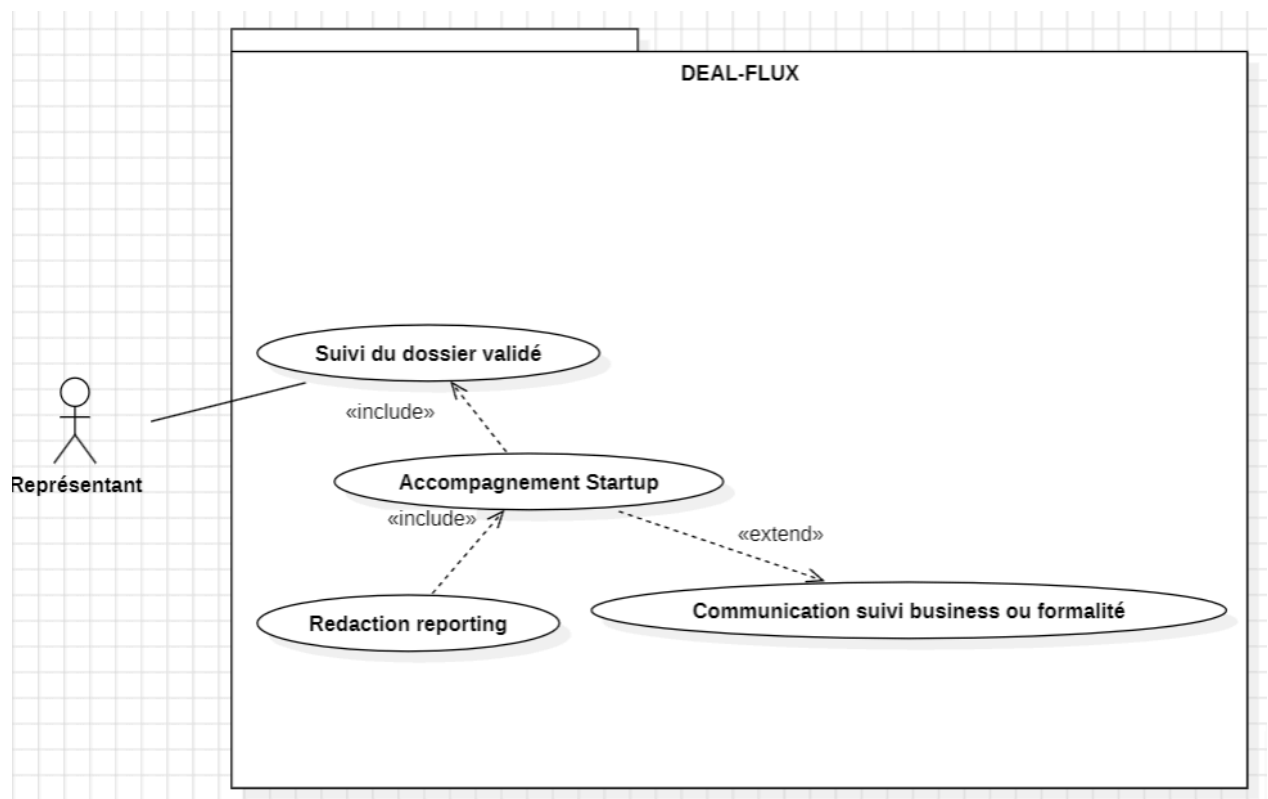 DEAL-FLUX
Suivi du dossier validé
«include»
Représentant
Accompagnement Startup
«include»
«extend»
Redaction reporting
Communication suivi business ou formalité